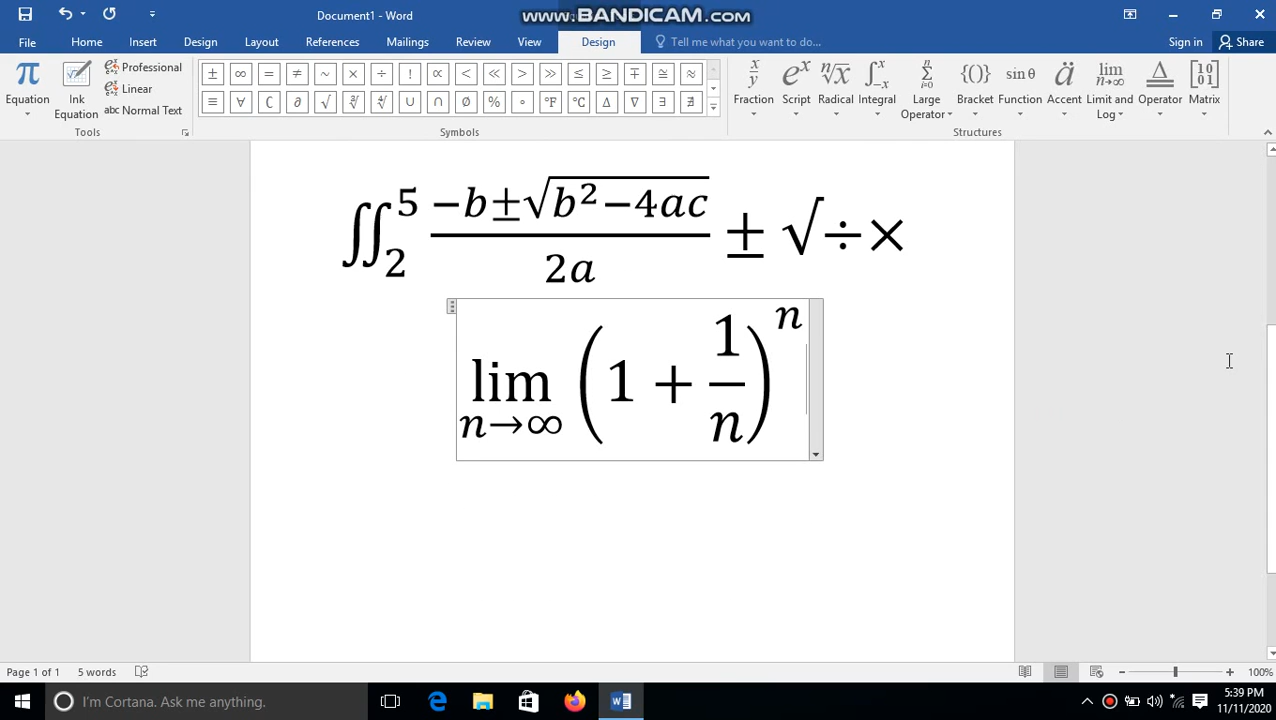 Document1 - Word
www.BANDICAM.com
File Home Insert Design Layout References Mailings Review View Design Tell me what you want to do... Sign in Share
Equation
Ink Equation
Professional
Linear
abc Normal Text
Tools
± ∞ = ≠ ~ × ÷ ! ∝ < ≪ > ≫ ≤ ≥ ∓ ≅ ≈
≡ ∀ ∁ ∂ √ ∛ ∜ ∪ ∩ ∅ % ° °F °C ∆ ∇ ∃ ∄
Symbols
Fraction Script Radical Integral Large Operator Bracket Function Accent Limit and Log Operator Matrix
Structures
∬₂⁵ (−b±√(b²−4ac))/(2a) ± √÷×
lim n→∞ (1 + 1/n)ⁿ
Page 1 of 1 5 words 100%
I'm Cortana. Ask me anything.
5:39 PM
11/11/2020